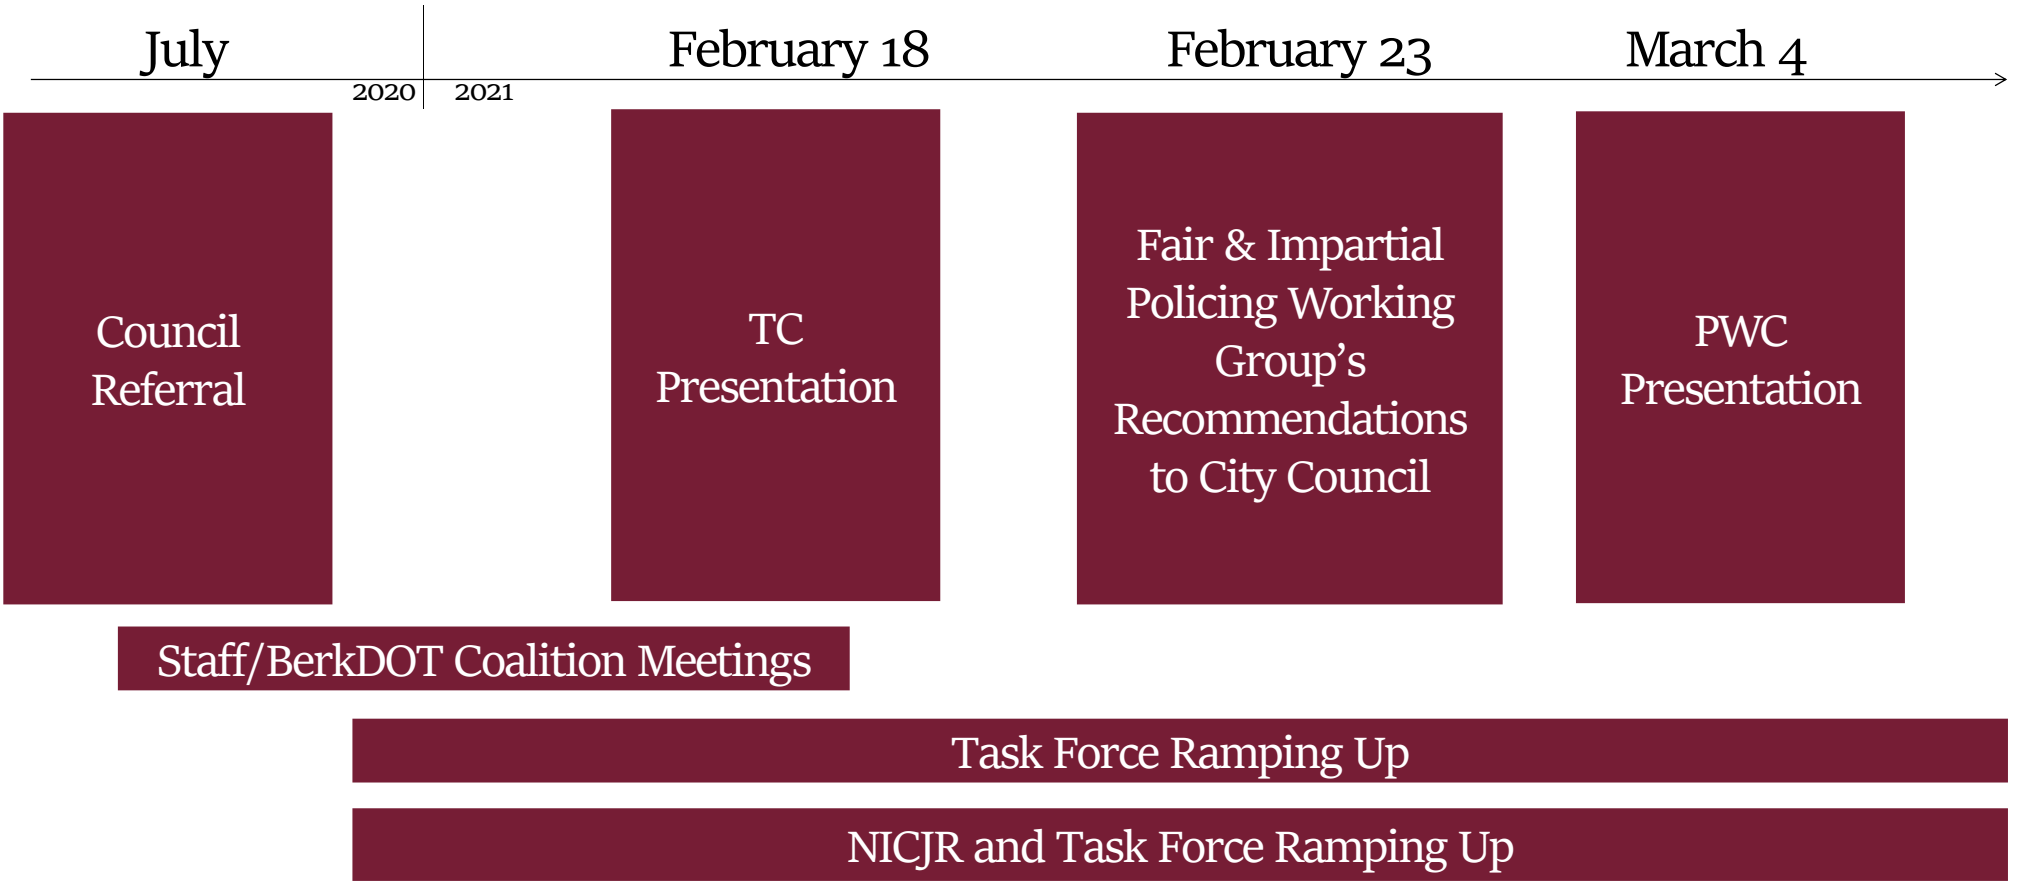 July
February 18
February 23
March 4
2020
2021
Council
Referral
TC
Presentation
Fair & Impartial
Policing Working
Group’s
Recommendations
to City Council
PWC
Presentation
Staff/BerkDOT Coalition Meetings
Task Force Ramping Up
NICJR and Task Force Ramping Up